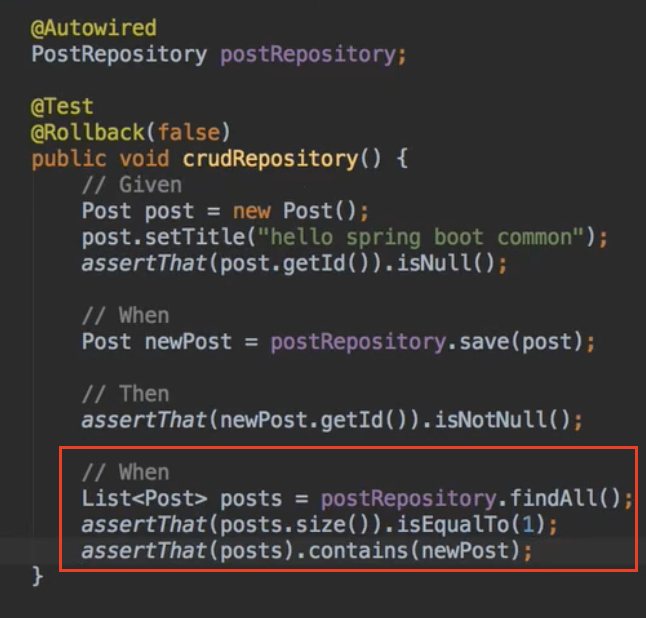 @Autowired
PostRepository postRepository;
@Test
@Rollback(false)
public void crudRepository() {
// Given
Post post = new Post();
post.setTitle("hello spring boot common");
assertThat(post.getId()).isNull();
// When
Post newPost = postRepository.save(post);
// Then
assertThat(newPost.getId()).isNotNull();
// When
List<Post> posts = postRepository.findAll();
assertThat(posts.size()).isEqualTo(1);
assertThat(posts).contains(newPost);
}